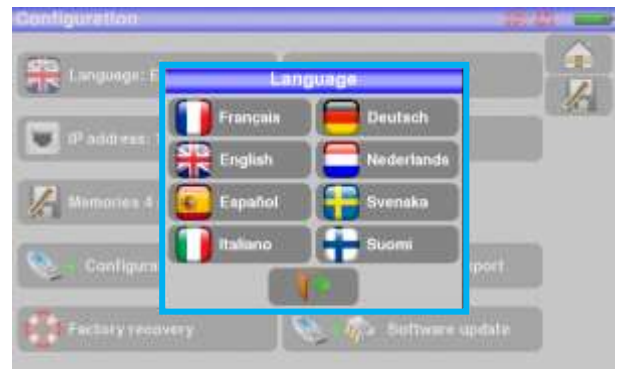 Configuration
Language: E
Language
Français
Deutsch
IP address: 1
English
Nederlands
Memories 4
Español
Svenska
Italiano
Suomi
Configura
port
Factory recovery
Software update